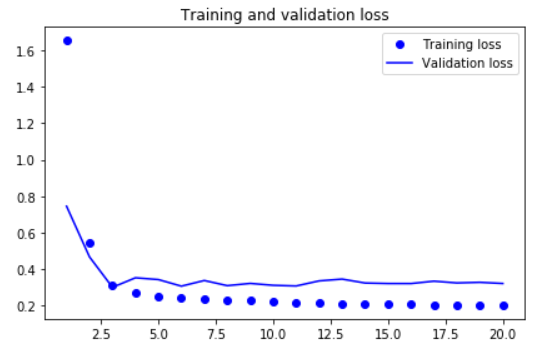 Training and validation loss
Training loss
Validation loss
1.6
1.4
1.2
1.0
0.8
0.6
0.4
0.2
2.5 5.0 7.5 10.0 12.5 15.0 17.5 20.0